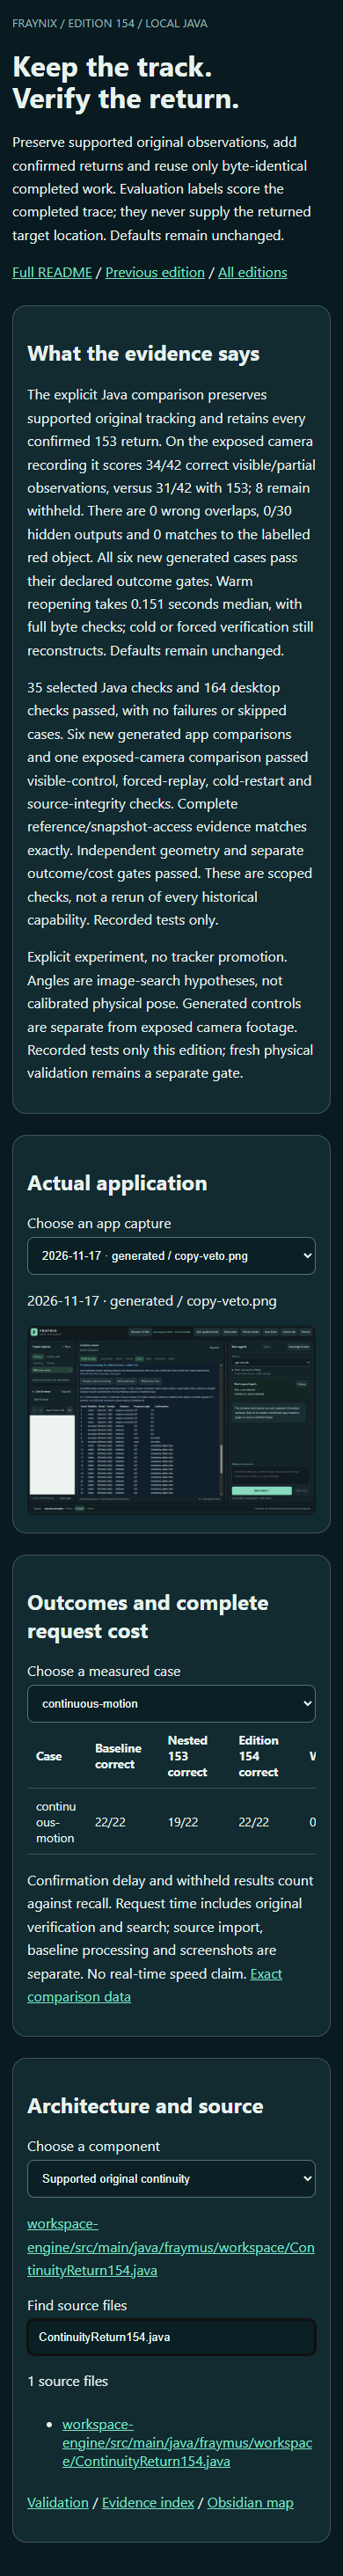 FRAYNIX / EDITION 154 / LOCAL JAVA
Keep the track.
Verify the return.
Preserve supported original observations, add
confirmed returns and reuse only byte-identical
completed work. Evaluation labels score the
completed trace; they never supply the returned
target location. Defaults remain unchanged.
Full README / Previous edition / All editions
What the evidence says
The explicit Java comparison preserves
supported original tracking and retains every
confirmed 153 return. On the exposed camera
recording it scores 34/42 correct visible/partial
observations, versus 31/42 with 153; 8 remain
withheld. There are 0 wrong overlaps, 0/30
hidden outputs and 0 matches to the labelled
red object. All six new generated cases pass
their declared outcome gates. Warm
reopening takes 0.151 seconds median, with
full byte checks; cold or forced verification still
reconstructs. Defaults remain unchanged.
35 selected Java checks and 164 desktop
checks passed, with no failures or skipped
cases. Six new generated app comparisons
and one exposed-camera comparison passed
visible-control, forced-replay, cold-restart and
source-integrity checks. Complete
reference/snapshot-access evidence matches
exactly. Independent geometry and separate
outcome/cost gates passed. These are scoped
checks, not a rerun of every historical
capability. Recorded tests only.
Explicit experiment, no tracker promotion.
Angles are image-search hypotheses, not
calibrated physical pose. Generated controls
are separate from exposed camera footage.
Recorded tests only this edition; fresh physical
validation remains a separate gate.
Actual application
Choose an app capture
2026-11-17 · generated / copy-veto.png
2026-11-17 · generated / copy-veto.png
Outcomes and complete
request cost
Choose a measured case
continuous-motion
Case Baseline correct Nested 153 correct Edition 154 correct
continuous-motion 22/22 19/22 22/22 0
Confirmation delay and withheld results count
against recall. Request time includes original
verification and search; source import,
baseline processing and screenshots are
separate. No real-time speed claim. Exact
comparison data
Architecture and source
Choose a component
Supported original continuity
workspace-
engine/src/main/java/fraymus/workspace/Con
tinuityReturn154.java
Find source files
ContinuityReturn154.java
1 source files
workspace-
engine/src/main/java/fraymus/workspac
e/ContinuityReturn154.java
Validation / Evidence index / Obsidian map